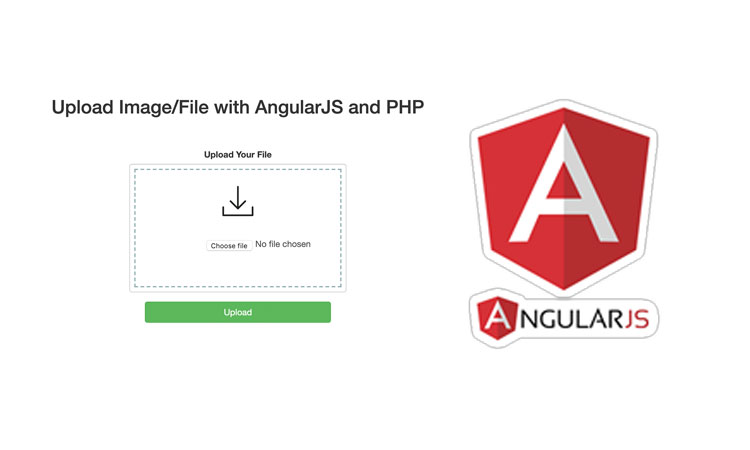 Upload Image/File with AngularJS and PHP
Upload Your File
Choose file No file chosen
Upload
A
ANGULARJS